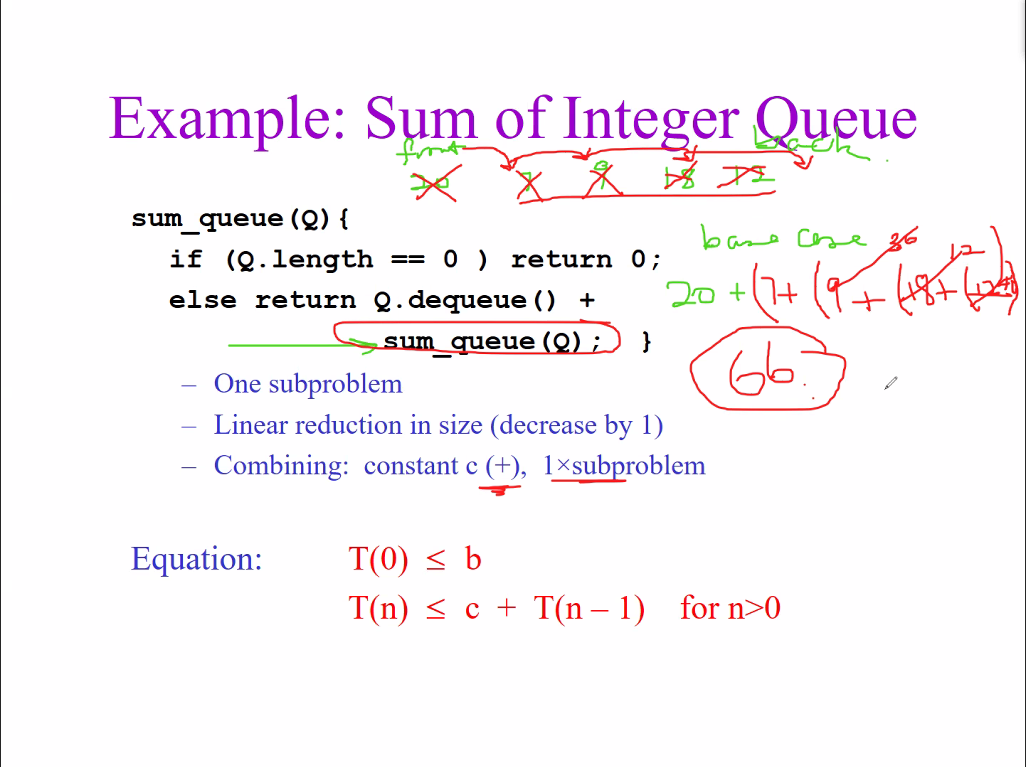 Example: Sum of Integer Queue
front back
20 7 9 18 12
sum_queue(Q){
base case 36
if (Q.length == 0 ) return 0;
12
else return Q.dequeue() +
20 + (7+ (9 + (18+ (12+0)
sum_queue(Q); }
66
– One subproblem
– Linear reduction in size (decrease by 1)
– Combining: constant c (+), 1×subproblem
Equation: T(0) ≤ b
T(n) ≤ c + T(n – 1) for n>0